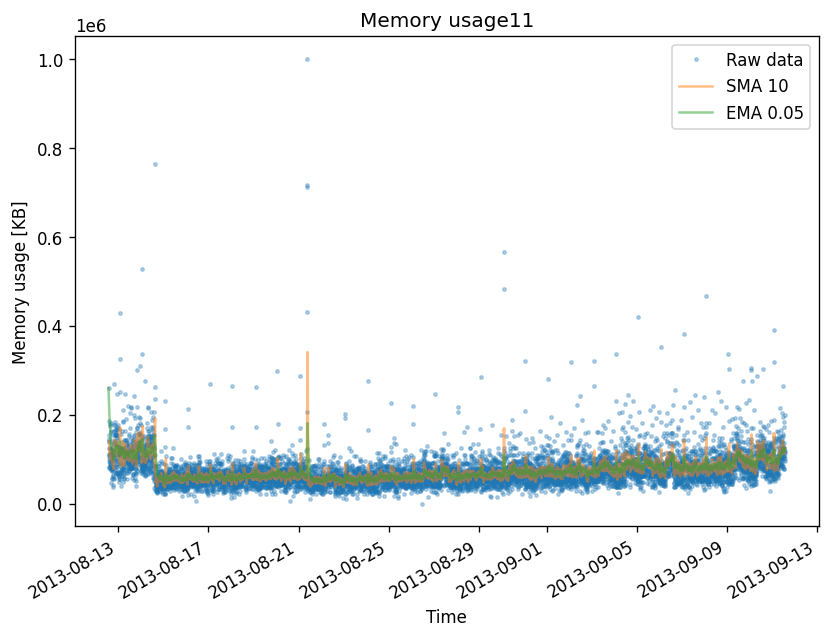 Memory usage11
1e6
Raw data
SMA 10
EMA 0.05
1.0
0.8
0.6
0.4
0.2
0.0
Memory usage [KB]
2013-08-13
2013-08-17
2013-08-21
2013-08-25
2013-08-29
2013-09-01
2013-09-05
2013-09-09
2013-09-13
Time